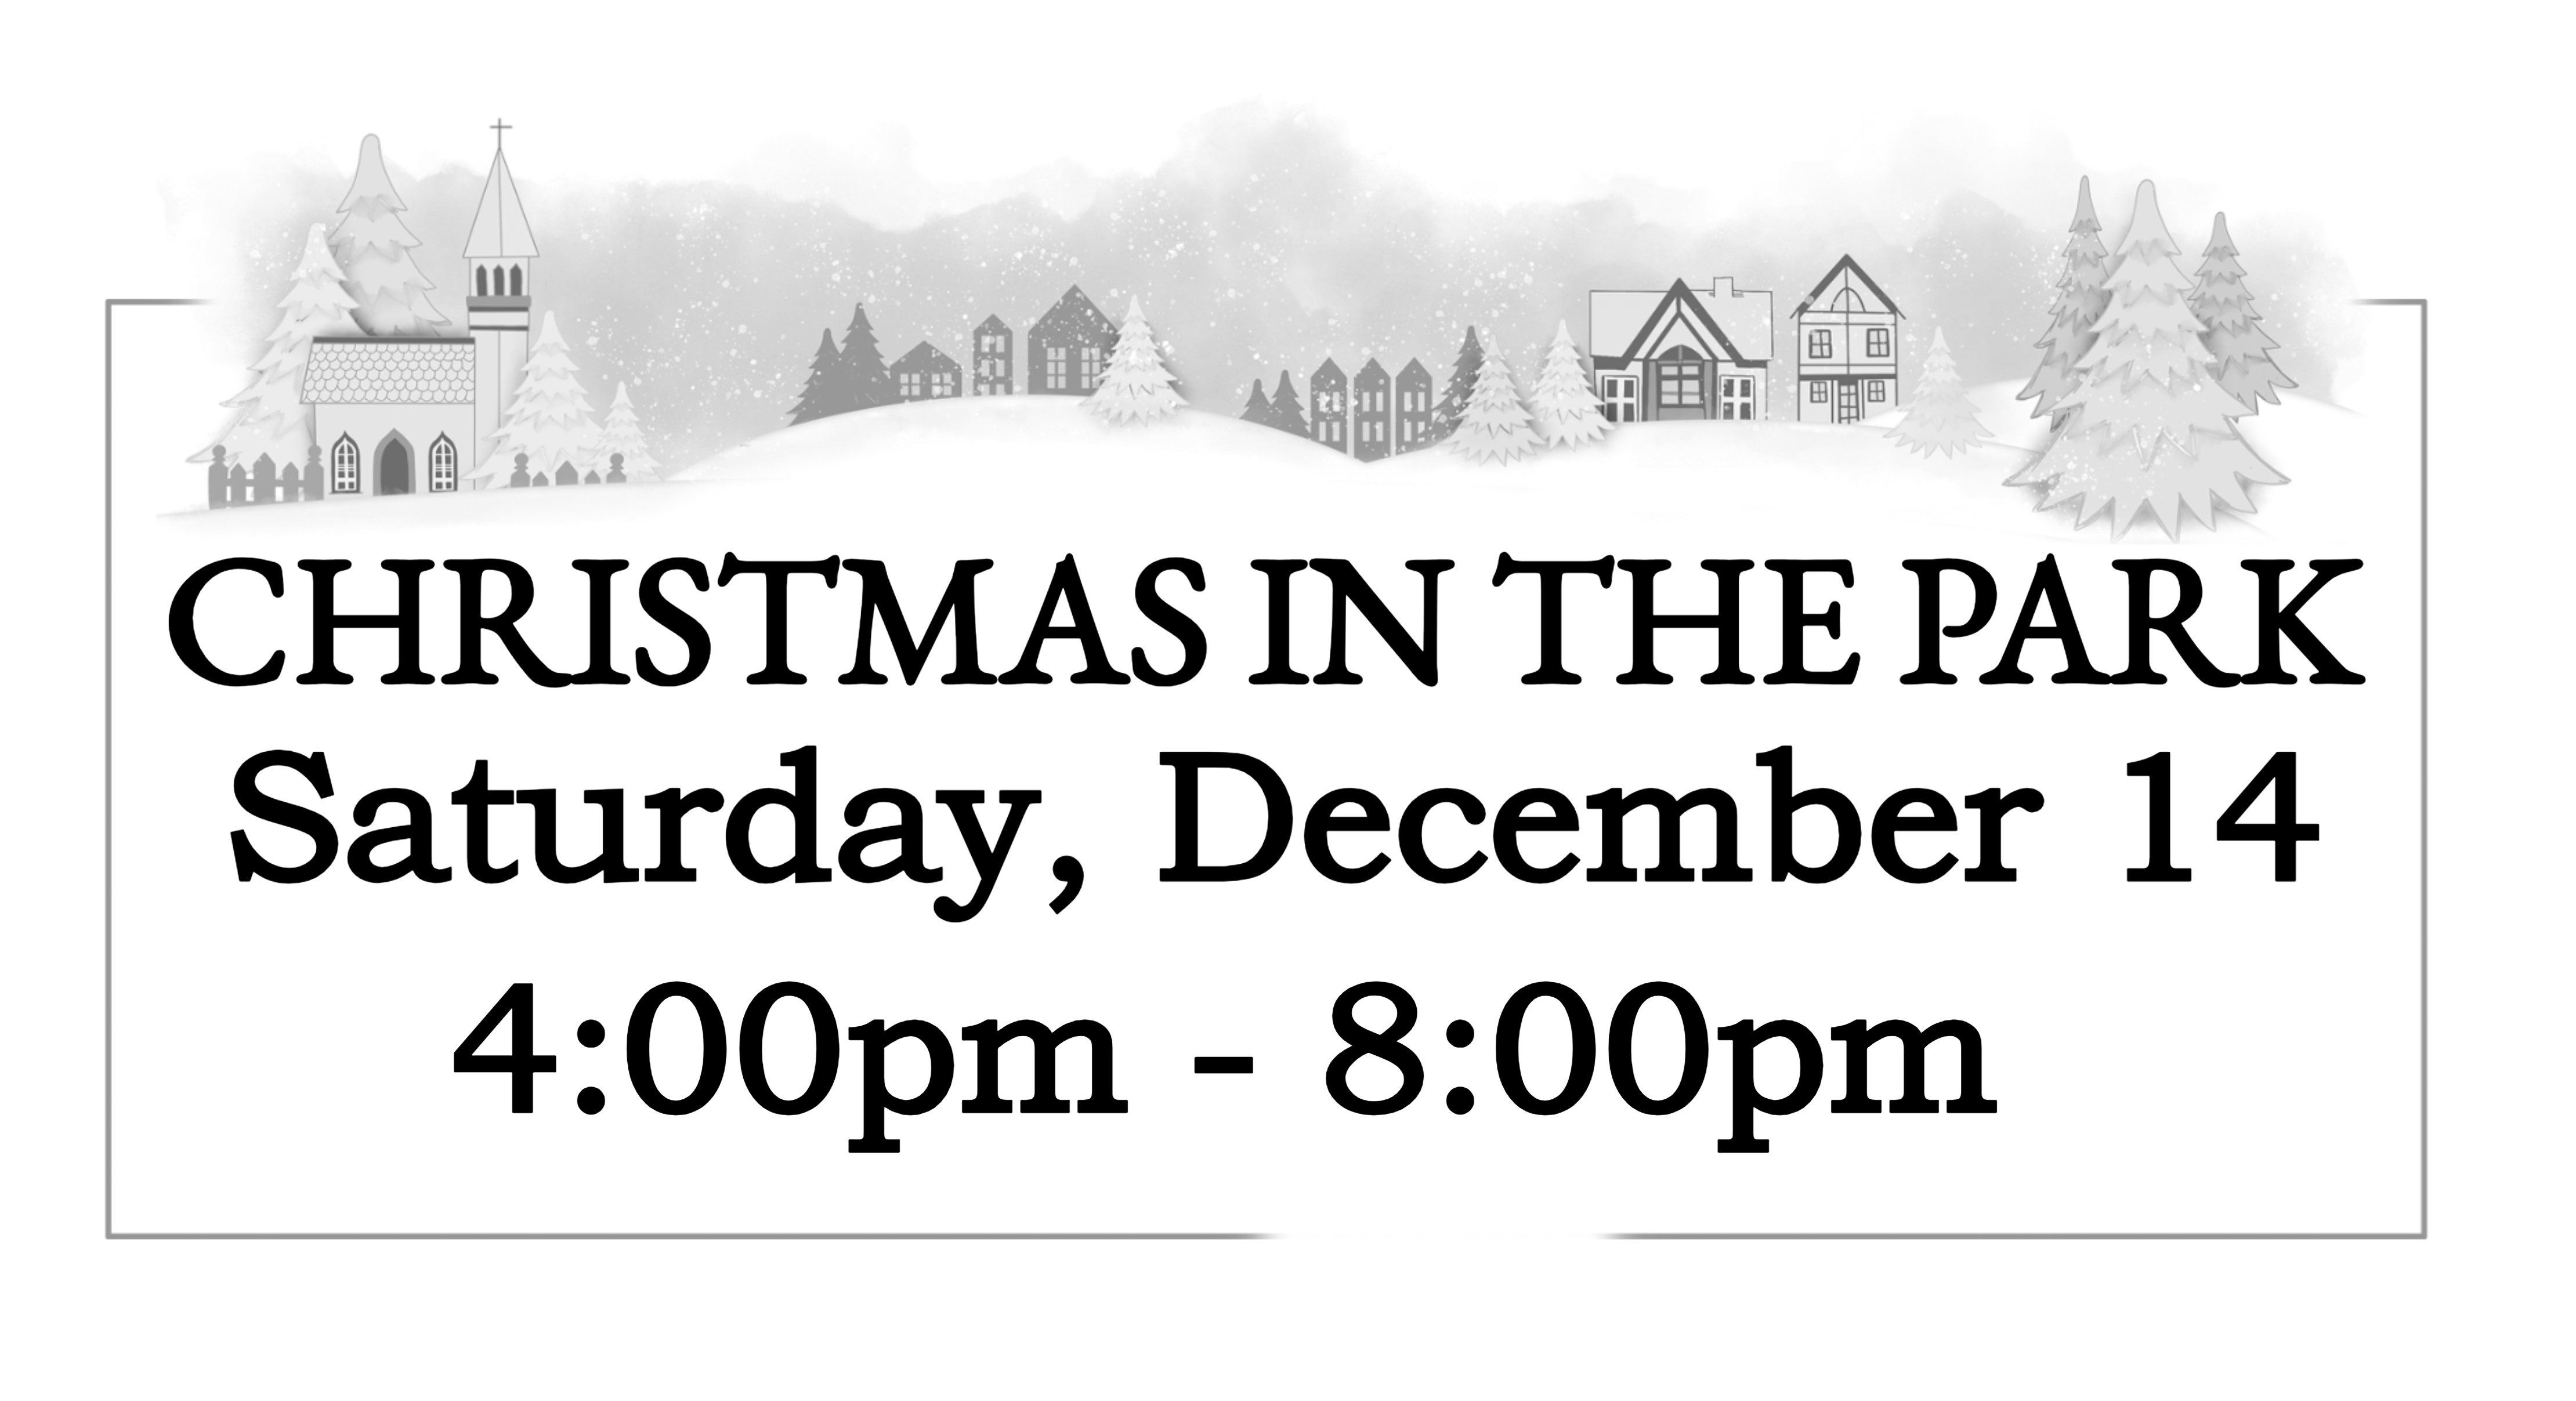 CHRISTMAS IN THE PARK
Saturday, December 14
4:00pm - 8:00pm